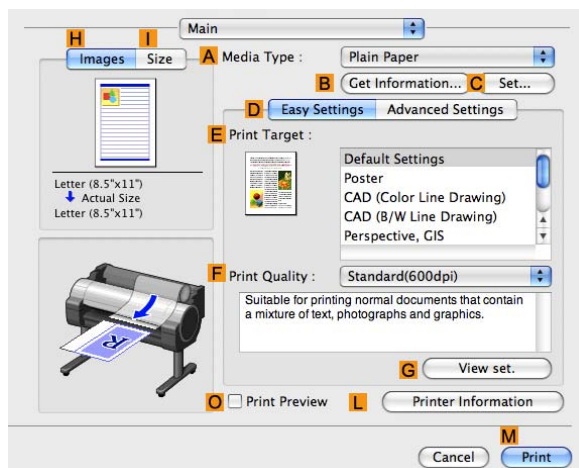 Main
H
I
Images
Size
A Media Type :
Plain Paper
B Get Information...
C Set...
D Easy Settings
Advanced Settings
E Print Target :
Default Settings
Poster
CAD (Color Line Drawing)
CAD (B/W Line Drawing)
Perspective, GIS
Letter (8.5"x11")
Actual Size
Letter (8.5"x11")
F Print Quality :
Standard(600dpi)
Suitable for printing normal documents that contain
a mixture of text, photographs and graphics.
G View set.
O Print Preview
L Printer Information
M
Cancel
Print